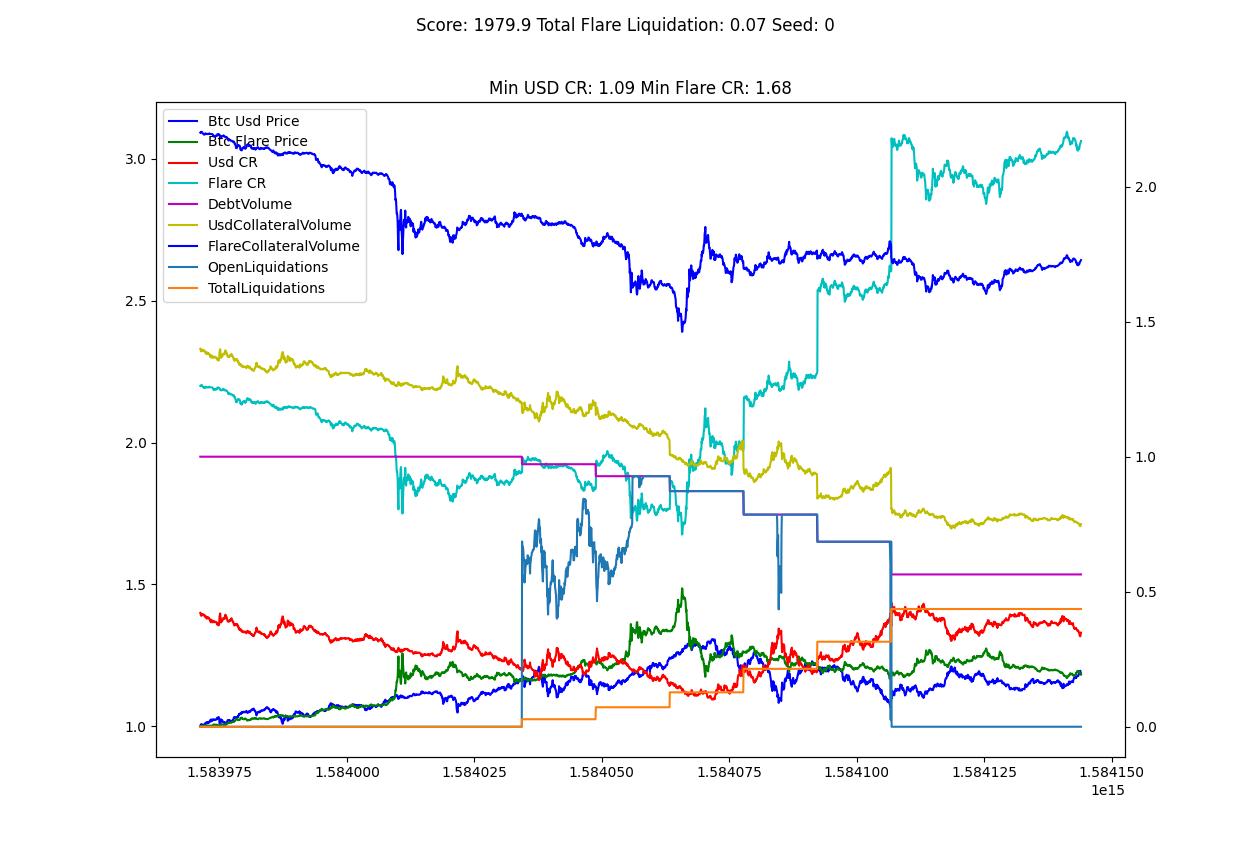 Score: 1979.9 Total Flare Liquidation: 0.07 Seed: 0
Min USD CR: 1.09 Min Flare CR: 1.68
Btc Usd Price
Btc Flare Price
Usd CR
Flare CR
DebtVolume
UsdCollateralVolume
FlareCollateralVolume
OpenLiquidations
TotalLiquidations
3.0
2.5
2.0
1.5
1.0
2.0
1.5
1.0
0.5
0.0
1.583975 1.584000 1.584025 1.584050 1.584075 1.584100 1.584125 1.584150
1e15